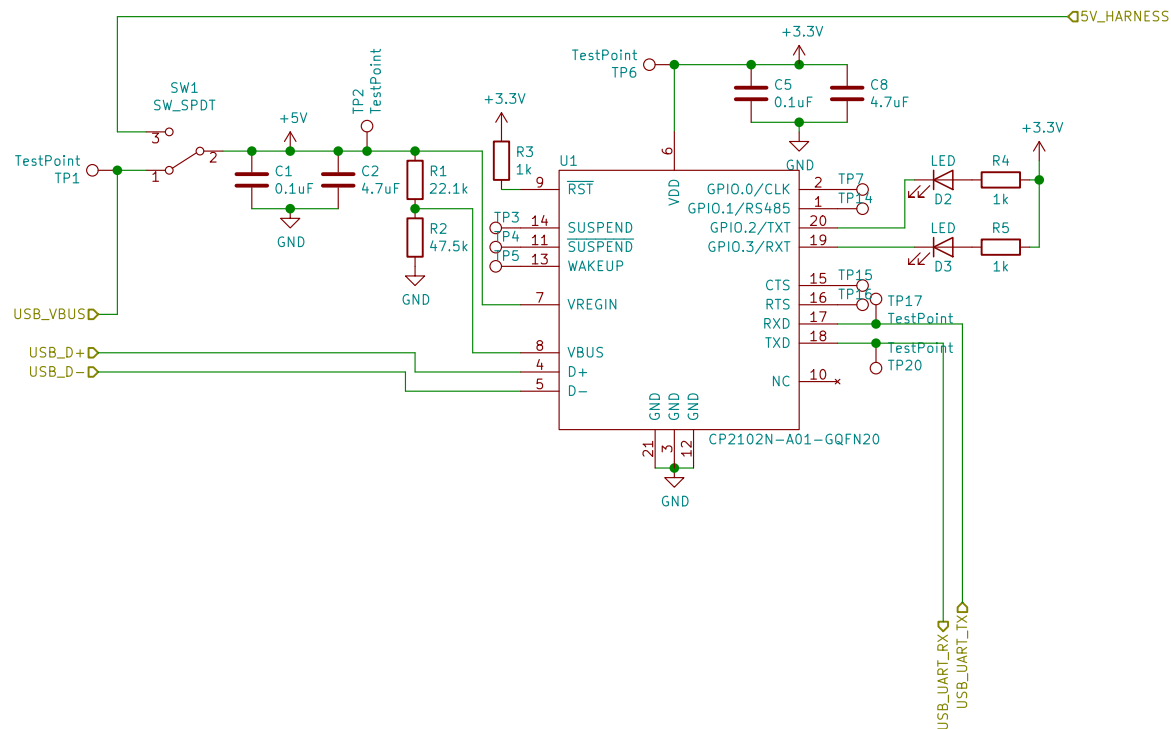 5V_HARNESS
SW1
SW_SPDT
3
2
1
TestPoint
TP1
+5V
TP2
TestPoint
C1
0.1uF
C2
4.7uF
GND
R1
22.1k
R2
47.5k
GND
+3.3V
R3
1k
TestPoint
TP6
+3.3V
C5
0.1uF
C8
4.7uF
GND
U1
6
VDD
9
RST
TP3
14
SUSPEND
TP4
11
SUSPEND
TP5
13
WAKEUP
7
VREGIN
8
VBUS
4
D+
5
D-
GPIO.0/CLK
2
TP7
GPIO.1/RS485
1
TP14
GPIO.2/TXT
20
GPIO.3/RXT
19
CTS
15
TP15
RTS
16
TP16
RXD
17
TXD
18
NC
10
GND
GND
GND
21
3
12
GND
CP2102N-A01-GQFN20
LED
D2
R4
1k
+3.3V
LED
D3
R5
1k
TP17
TestPoint
TestPoint
TP20
USB_VBUS
USB_D+
USB_D-
USB_UART_RX
USB_UART_TX